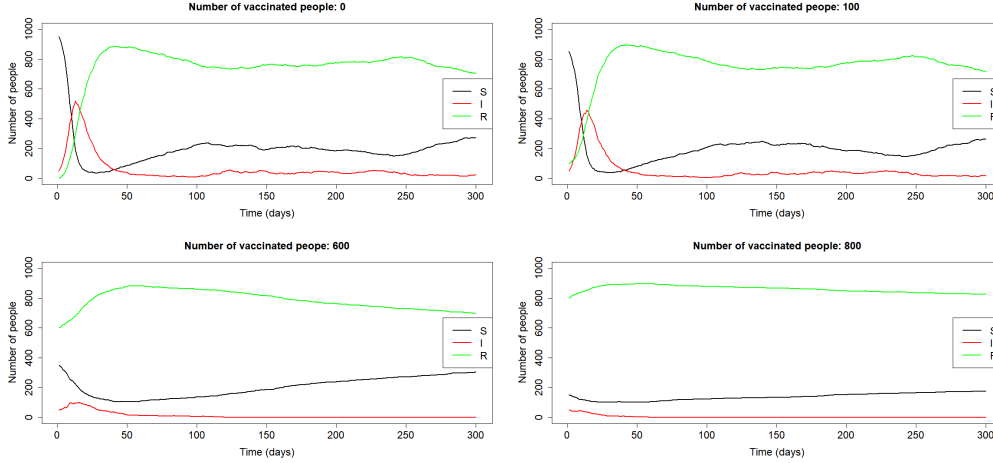 Number of vaccinated people: 0
Number of people
0 200 400 600 800 1000
S
I
R
0 50 100 150 200 250 300
Time (days)
Number of vaccinated people: 100
Number of people
0 200 400 600 800 1000
S
I
R
0 50 100 150 200 250 300
Time (days)
Number of vaccinated peope: 600
Number of people
0 200 400 600 800 1000
S
I
R
0 50 100 150 200 250 300
Time (days)
Number of vaccinated peope: 800
Number of people
0 200 400 600 800 1000
S
I
R
0 50 100 150 200 250 300
Time (days)